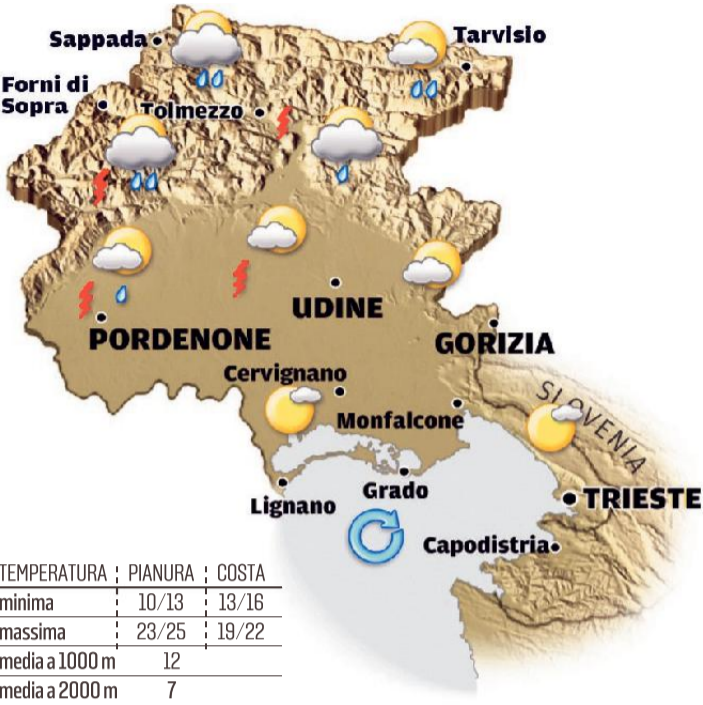 Sappada
Tarvisio
Forni di
Sopra
Tolmezzo
UDINE
PORDENONE
GORIZIA
Cervignano
SLOVENIA
Monfalcone
Lignano
Grado
TRIESTE
Capodistria
TEMPERATURA PIANURA COSTA
minima 10/13 13/16
massima 23/25 19/22
media a 1000 m 12
media a 2000 m 7